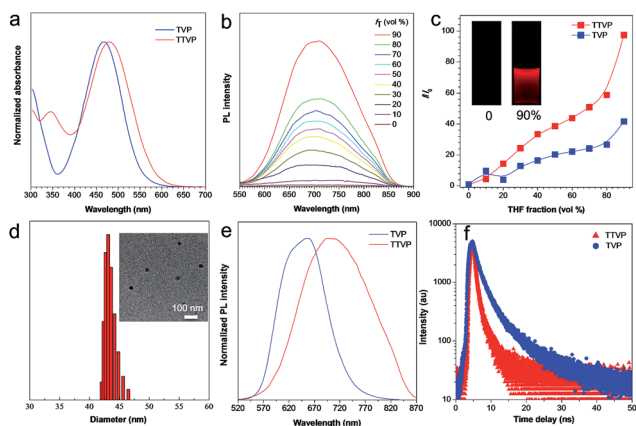 a
TVP
TTVP
Normalized absorbance
300 350 400 450 500 550 600 650 700
Wavelength (nm)
b
fT (vol %)
90
80
70
60
50
40
30
20
10
0
PL intensity
550 600 650 700 750 800 850 900
Wavelength (nm)
c
TTVP
TVP
0 90%
I/I0
100
80
60
40
20
0
0 20 40 60 80
THF fraction (vol %)
d
100 nm
30 35 40 45 50 55 60
Diameter (nm)
e
TVP
TTVP
Normalized PL intensity
520 570 620 670 720 770 820 870
Wavelength (nm)
f
TTVP
TVP
Intensity (au)
10000
1000
100
10
0 10 20 30 40 50
Time delay (ns)